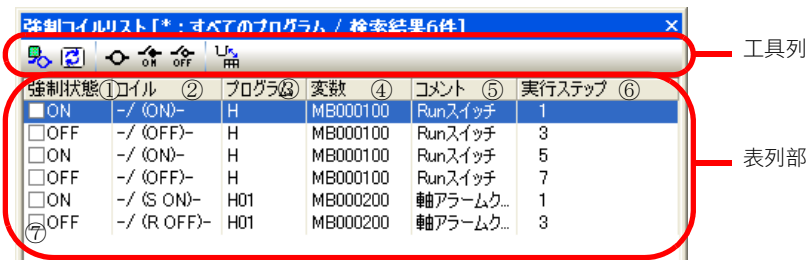 強制コイルリスト [*:すべてのプログラム / 検索結果6件] ×
ON OFF 工具列
強制状態① コイル ② プログラ③ 変数 ④ コメント ⑤ 実行ステップ ⑥
ON -/ (ON)- H MB000100 Runスイッチ 1
OFF -/ (OFF)- H MB000100 Runスイッチ 3
ON -/ (ON)- H MB000100 Runスイッチ 5
表列部
OFF -/ (OFF)- H MB000100 Runスイッチ 7
ON -/ (S ON)- H01 MB000200 軸アラームク... 1
OFF -/ (R OFF)- H01 MB000200 軸アラームク... 3
⑦